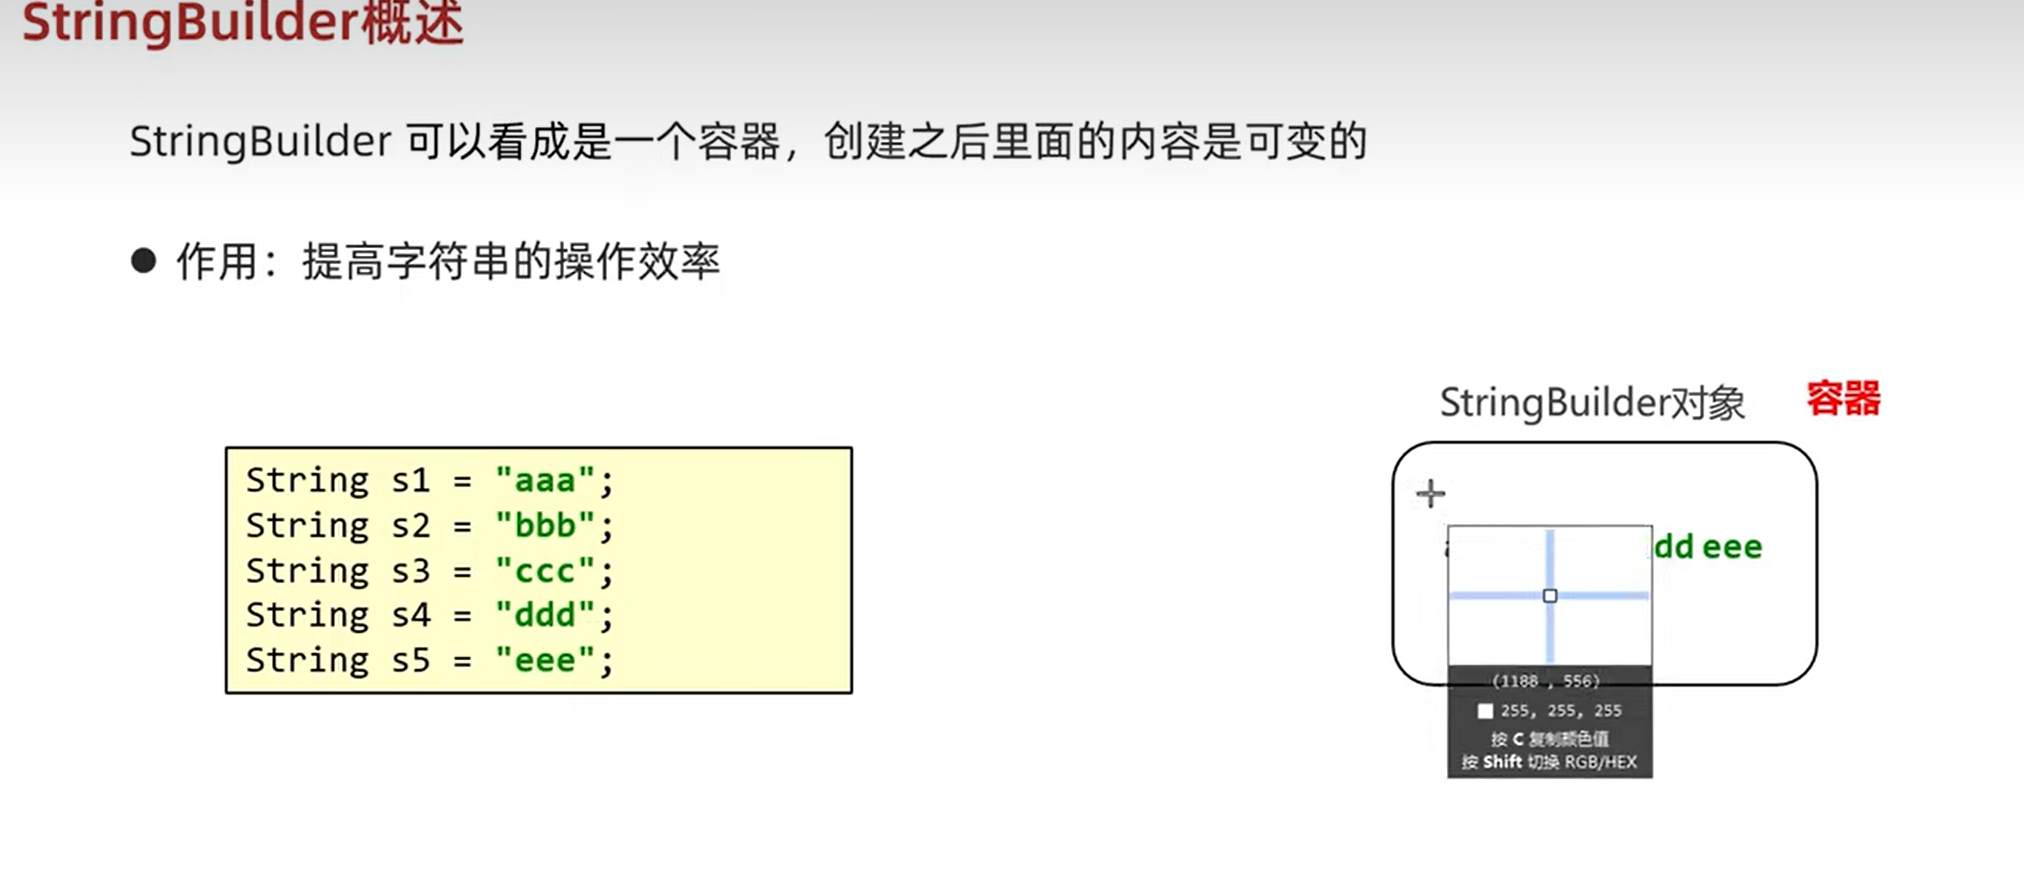 StringBuilder概述
StringBuilder 可以看成是一个容器，创建之后里面的内容是可变的
● 作用：提高字符串的操作效率
String s1 = "aaa";
String s2 = "bbb";
String s3 = "ccc";
String s4 = "ddd";
String s5 = "eee";
StringBuilder对象 容器
dd eee
(1188 , 556)
255, 255, 255
按 C 复制颜色值
按 Shift 切换 RGB/HEX